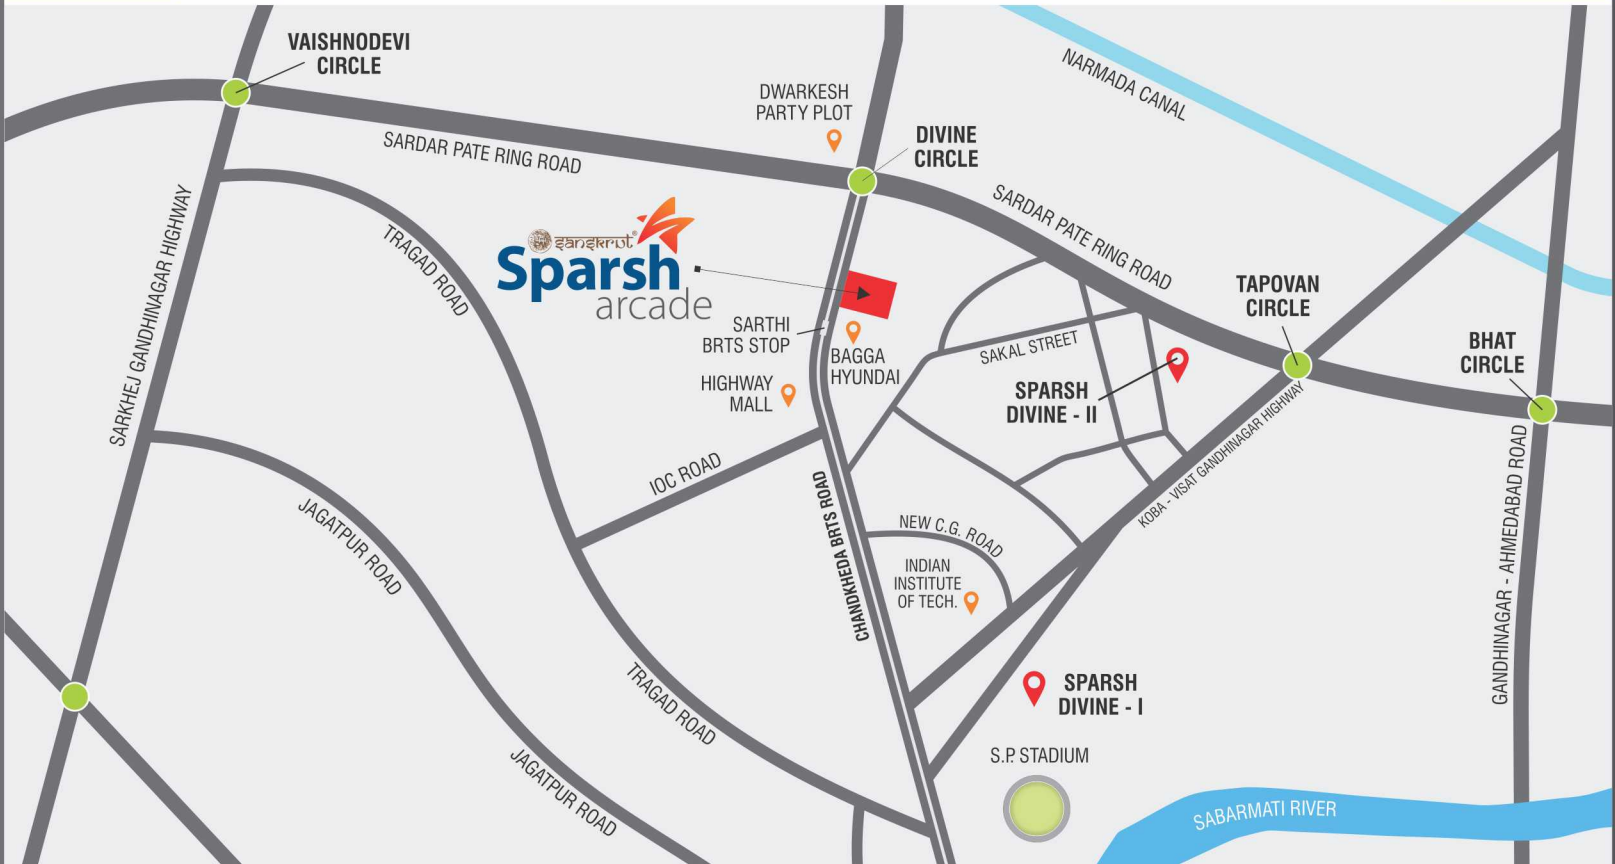 VAISHNODEVI
CIRCLE
SARDAR PATE RING ROAD
DWARKESH
PARTY PLOT
DIVINE
CIRCLE
NARMADA CANAL
SARDAR PATE RING ROAD
TAPOVAN
CIRCLE
BHAT
CIRCLE
SARKHEJ GANDHINAGAR HIGHWAY
TRAGAD ROAD
sanskrut
Sparsh
arcade
SARTHI
BRTS STOP
BAGGA
HYUNDAI
HIGHWAY
MALL
SAKAL STREET
SPARSH
DIVINE - II
KOBA - VISAT GANDHINAGAR HIGHWAY
GANDHINAGAR - AHMEDABAD ROAD
IOC ROAD
CHANDKHEDA BRTS ROAD
JAGATPUR ROAD
NEW C.G. ROAD
INDIAN
INSTITUTE
OF TECH.
TRAGAD ROAD
SPARSH
DIVINE - I
JAGATPUR ROAD
S.P. STADIUM
SABARMATI RIVER